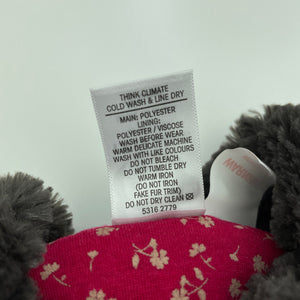 THINK CLIMATE
COLD WASH & LINE DRY
MAIN: POLYESTER
LINING:
POLYESTER / VISCOSE
WASH BEFORE WEAR
WARM DELICATE MACHINE
WASH WITH LIKE COLOURS
DO NOT BLEACH
DO NOT TUMBLE DRY
WARM IRON
(DO NOT IRON
FAKE FUR TRIM)
DO NOT DRY CLEAN
5316 2779